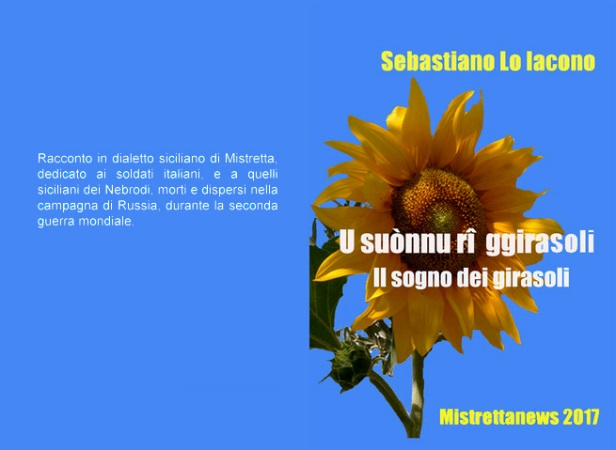 Racconto in dialetto siciliano di Mistretta,
dedicato ai soldati italiani, e a quelli
siciliani dei Nebrodi, morti e dispersi nella
campagna di Russia, durante la seconda
guerra mondiale.
Sebastiano Lo Iacono
U suònnu rî ggirasoli
Il sogno dei girasoli
Mistrettanews 2017